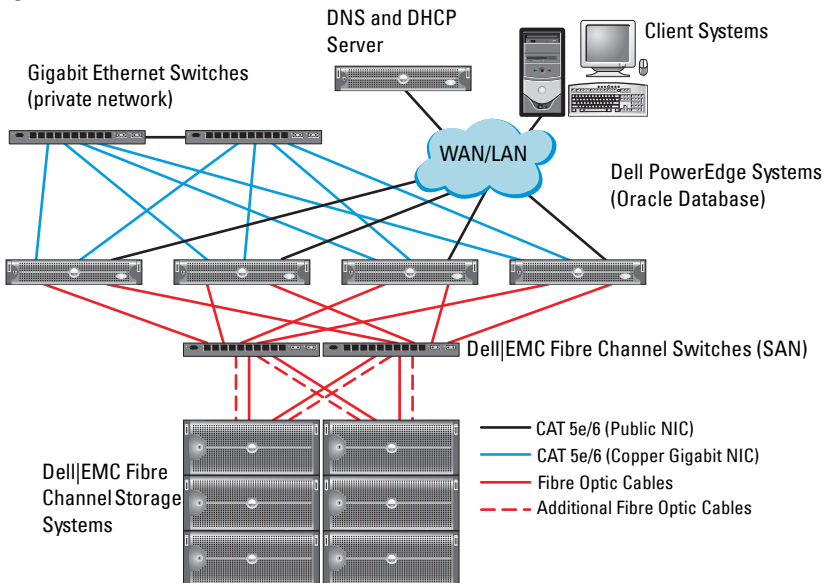 DNS and DHCP
Server
Client Systems
Gigabit Ethernet Switches
(private network)
WAN/LAN
Dell PowerEdge Systems
(Oracle Database)
Dell|EMC Fibre Channel Switches (SAN)
Dell|EMC Fibre
Channel Storage
Systems
CAT 5e/6 (Public NIC)
CAT 5e/6 (Copper Gigabit NIC)
Fibre Optic Cables
Additional Fibre Optic Cables